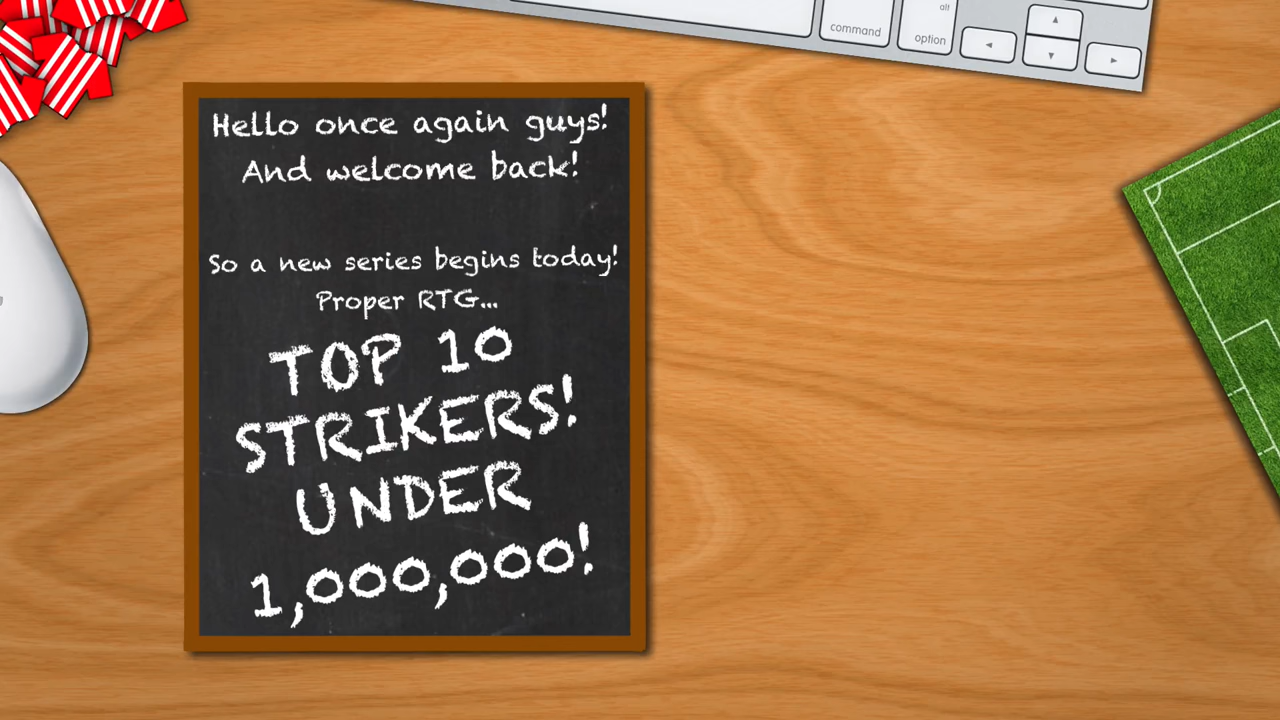 alt
command
option
Hello once again guys!
And welcome back!
So a new series begins today!
Proper RTG...
TOP 10
STRIKERS!
UNDER
1,000,000!